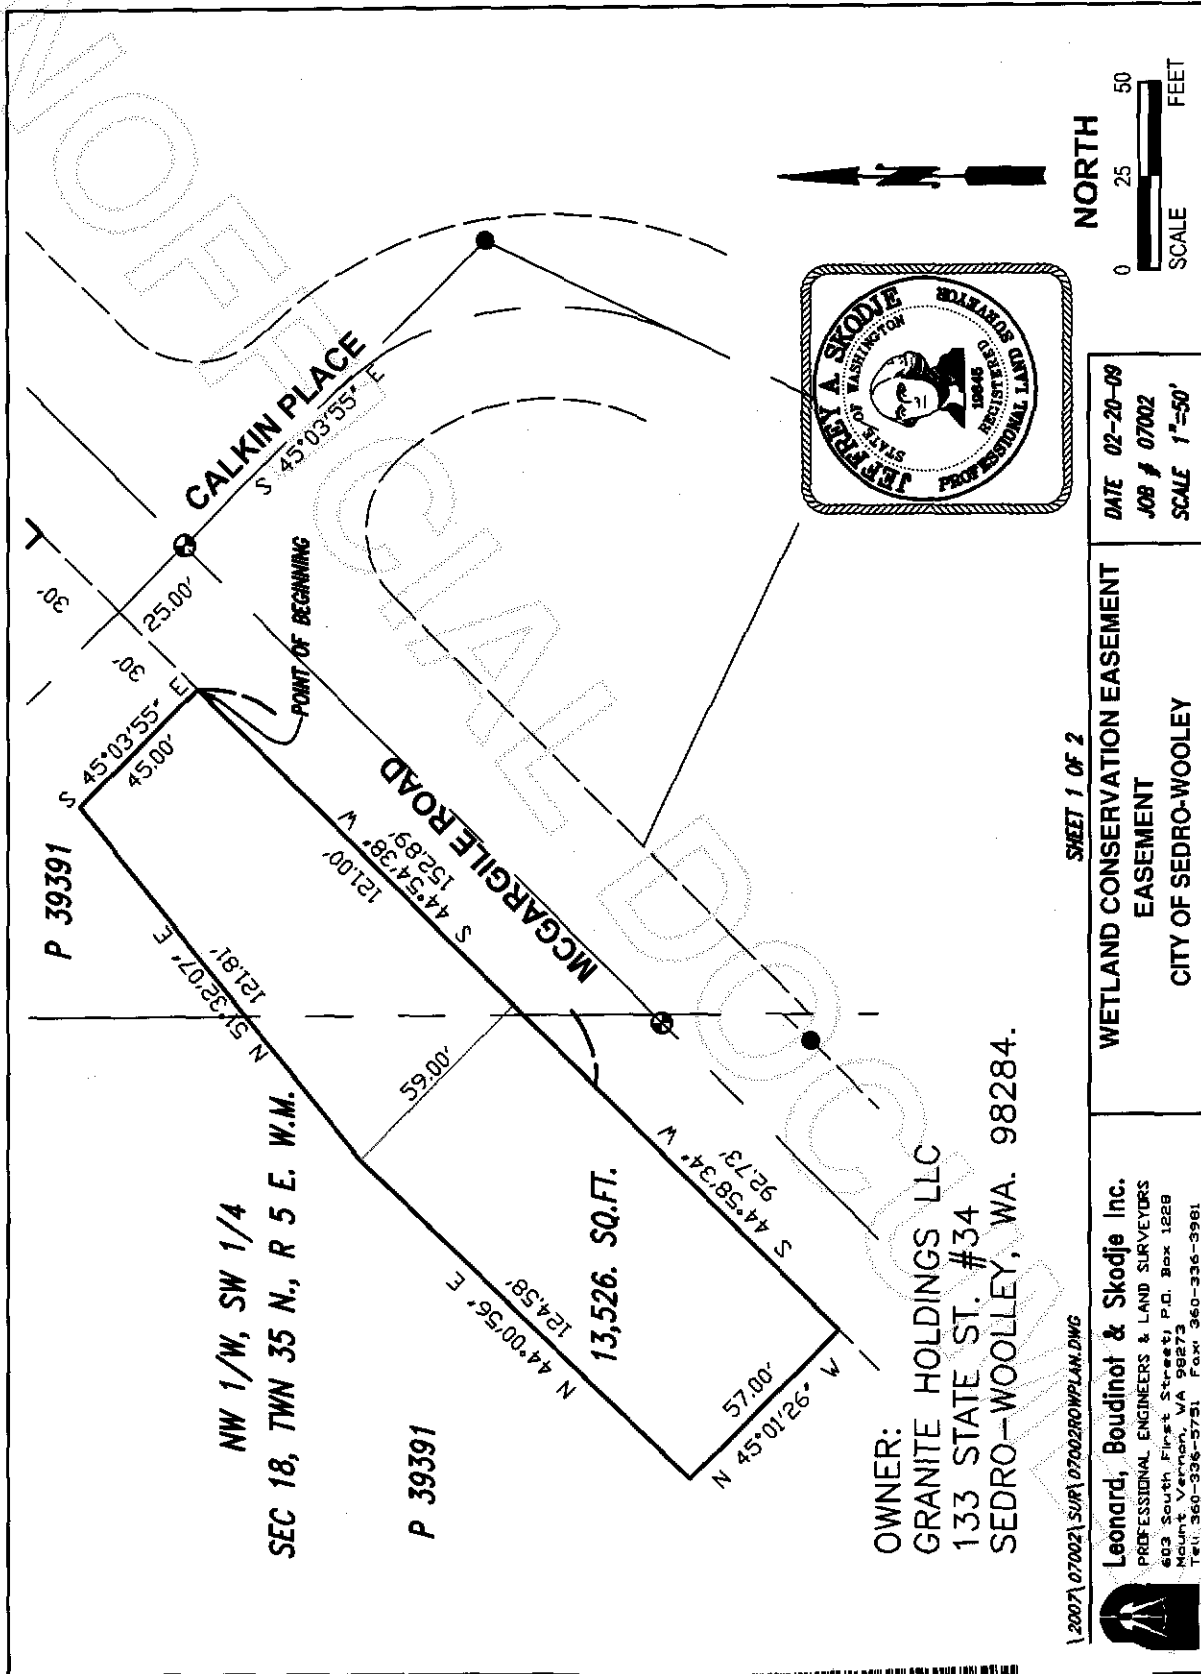 NW 1/W, SW 1/4
SEC 18, TWN 35 N., R 5 E. W.M.
P 39391
P 39391
N 51°32'07" E
121.81'
S 45°03'55" E
45.00'
30'
30'
25.00'
CALKIN PLACE
S 45°03'55" E
POINT OF BEGINNING
121.00'
S 44°54'38" W
152.89'
MCGARGILE ROAD
59.00'
N 44°00'56" E
124.58'
13,526. SQ.FT.
S 44°58'34" W
92.73'
57.00'
N 45°01'26" W
OWNER:
GRANITE HOLDINGS LLC
133 STATE ST. #34
SEDRO-WOOLLEY, WA. 98284.
JEFFREY A. SKODJE
STATE OF WASHINGTON
19645
REGISTERED
PROFESSIONAL LAND SURVEYOR
NORTH
0 25 50
SCALE FEET
UNOFFICIAL DOCUMENT
\2007\07002\SUR\07002ROWPLAN.DWG
SHEET 1 OF 2
Leonard, Boudinot & Skodje Inc.
PROFESSIONAL ENGINEERS & LAND SURVEYORS
603 South First Street, P.O. Box 1228
Mount Vernon, WA 98273
Tel: 360-336-5751 Fax: 360-336-3981
WETLAND CONSERVATION EASEMENT
EASEMENT
CITY OF SEDRO-WOOLEY
DATE 02-20-09
JOB # 07002
SCALE 1"=50'